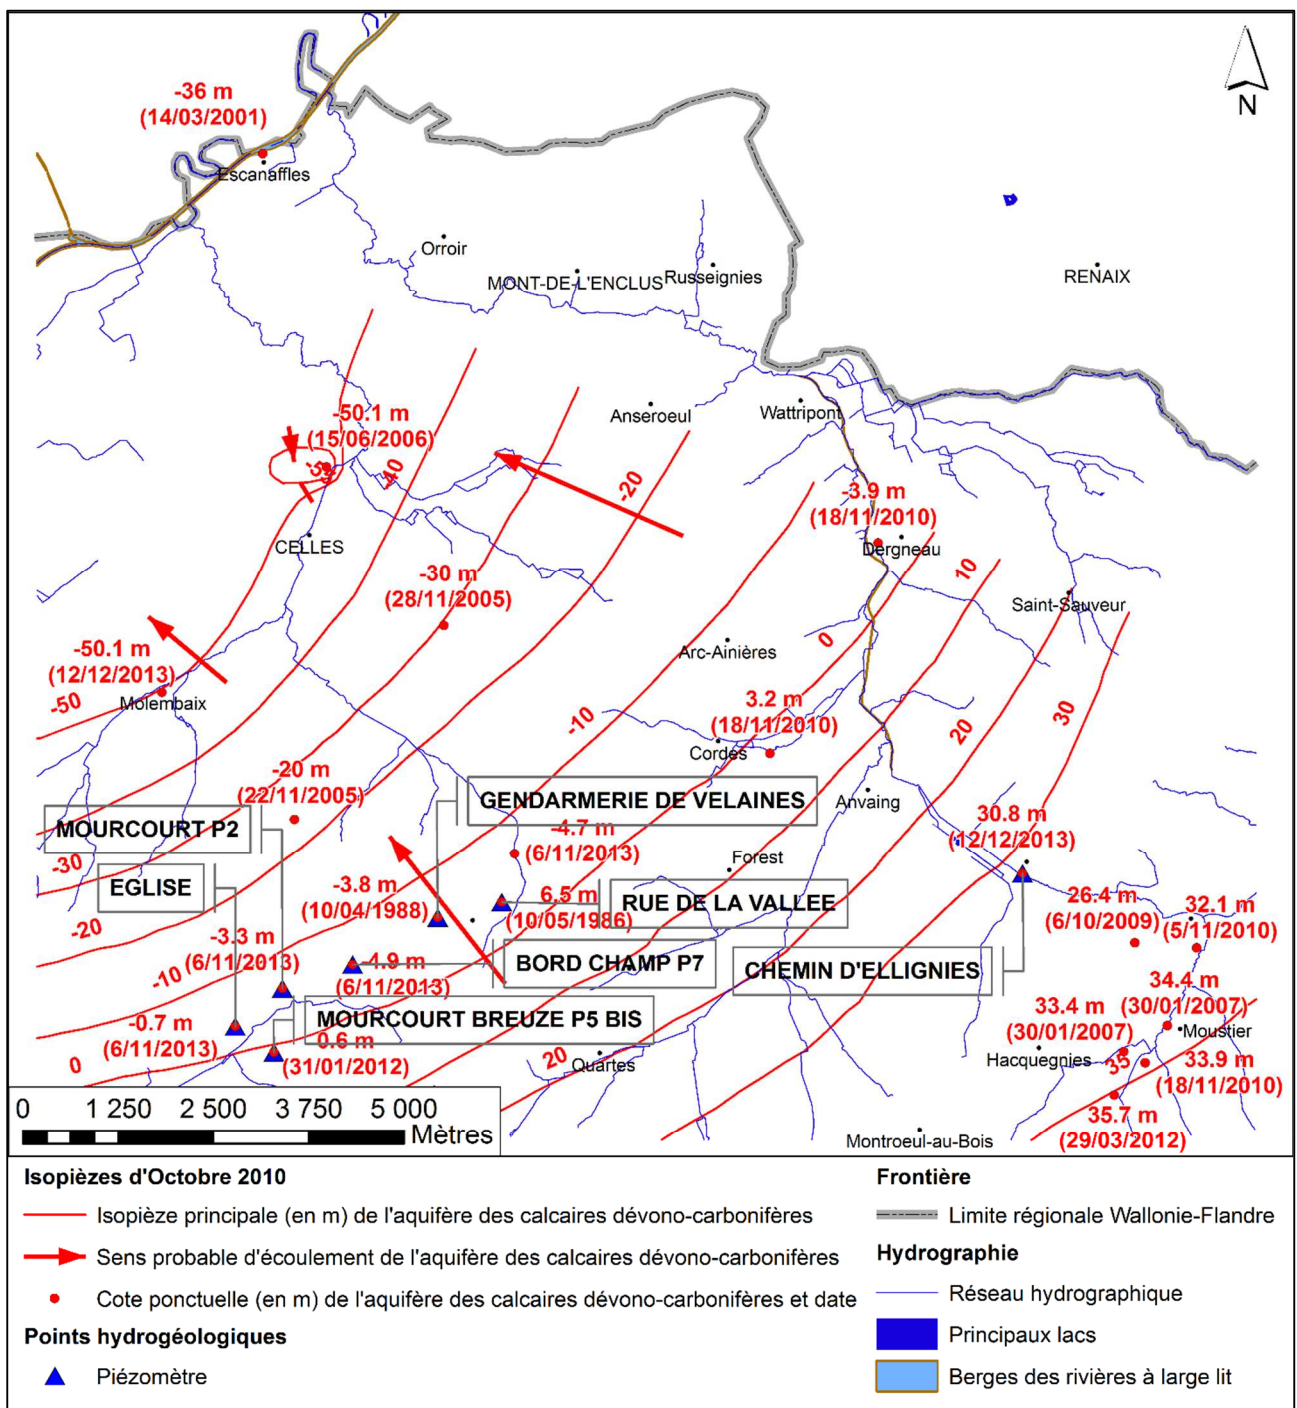 -36 m
(14/03/2001)
N
Escanaffles
Orroir
MONT-DE-L'ENCLUS
Russeignies
RENAIX
-50.1 m
(15/06/2006)
Anseroeul
Wattripont
-40
-20
-3.9 m
(18/11/2010)
Dergneau
CELLES
-30 m
(28/11/2005)
10
Saint-Sauveur
0
-50.1 m
(12/12/2013)
Arc-Ainières
-50
Molembaix
3.2 m
(18/11/2010)
-10
20
30
Cordes
-20 m
(22/11/2005)
GENDARMERIE DE VELAINES
Anvaing
MOURCOURT P2
30.8 m
(12/12/2013)
-4.7 m
(6/11/2013)
Forest
-30
EGLISE
-3.8 m
(10/04/1988)
6.5 m
(10/05/1986)
RUE DE LA VALLEE
26.4 m
(6/10/2009)
32.1 m
(5/11/2010)
-20
-3.3 m
(6/11/2013)
-4.9 m
(6/11/2013)
BORD CHAMP P7
CHEMIN D'ELLIGNIES
-10
34.4 m
(30/01/2007)
33.4 m
(30/01/2007)
Moustier
-0.7 m
(6/11/2013)
MOURCOURT BREUZE P5 BIS
0.6 m
(31/01/2012)
0
20
Quartes
Hacquegnies
35
33.9 m
(18/11/2010)
35.7 m
(29/03/2012)
Montroeul-au-Bois
0 1 250 2 500 3 750 5 000
Mètres
Isopièzes d'Octobre 2010
Isopièze principale (en m) de l'aquifère des calcaires dévono-carbonifères
Sens probable d'écoulement de l'aquifère des calcaires dévono-carbonifères
Cote ponctuelle (en m) de l'aquifère des calcaires dévono-carbonifères et date
Points hydrogéologiques
Piézomètre
Frontière
Limite régionale Wallonie-Flandre
Hydrographie
Réseau hydrographique
Principaux lacs
Berges des rivières à large lit